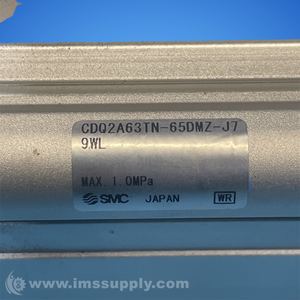 CDQ2A63TN-65DMZ-J7
9WL
MAX. 1.0MPa
SMC JAPAN WR
www.imssupply.com